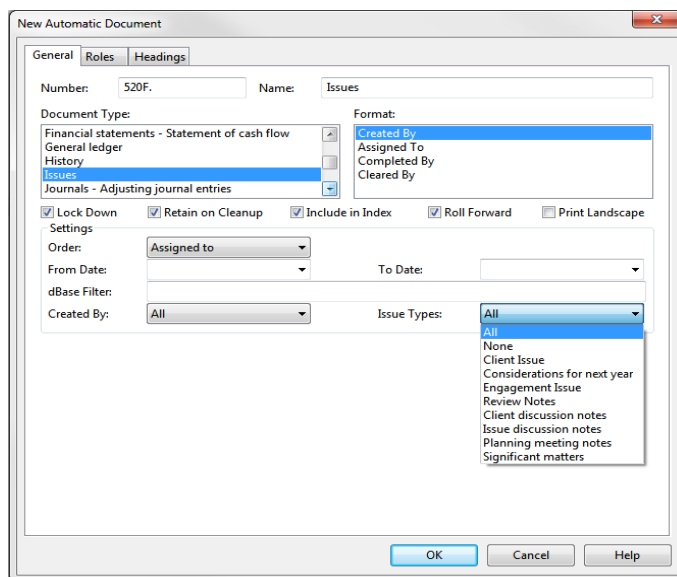 New Automatic Document
General Roles Headings
Number: 520F. Name: Issues
Document Type: Format:
Financial statements - Statement of cash flow
General ledger
History
Issues
Journals - Adjusting journal entries
Created By
Assigned To
Completed By
Cleared By
Lock Down Retain on Cleanup Include in Index Roll Forward Print Landscape
Settings
Order: Assigned to
From Date: To Date:
dBase Filter:
Created By: All Issue Types: All
All
None
Client Issue
Considerations for next year
Engagement Issue
Review Notes
Client discussion notes
Issue discussion notes
Planning meeting notes
Significant matters
OK Cancel Help